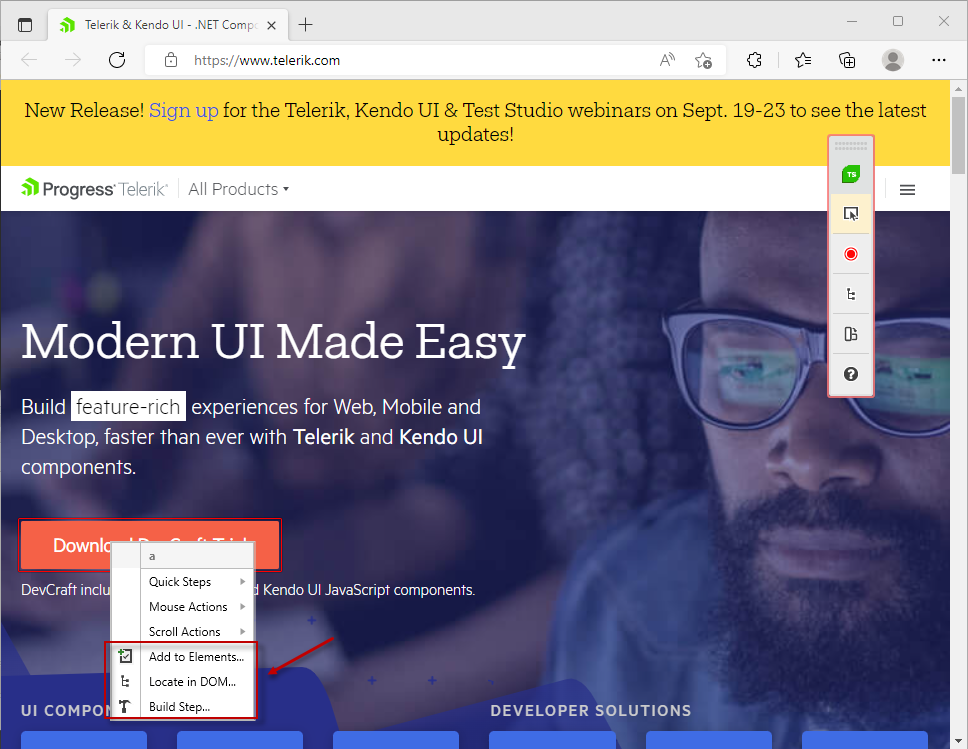 Telerik & Kendo UI - .NET Compo
https://www.telerik.com
New Release! Sign up for the Telerik, Kendo UI & Test Studio webinars on Sept. 19-23 to see the latest
updates!
Progress Telerik All Products
TS
Modern UI Made Easy
Build feature-rich experiences for Web, Mobile and
Desktop, faster than ever with Telerik and Kendo UI
components.
Download DevCraft Trial
DevCraft inclu d Kendo UI JavaScript components.
a
Quick Steps
Mouse Actions
Scroll Actions
Add to Elements...
Locate in DOM...
Build Step...
UI COMPON
DEVELOPER SOLUTIONS